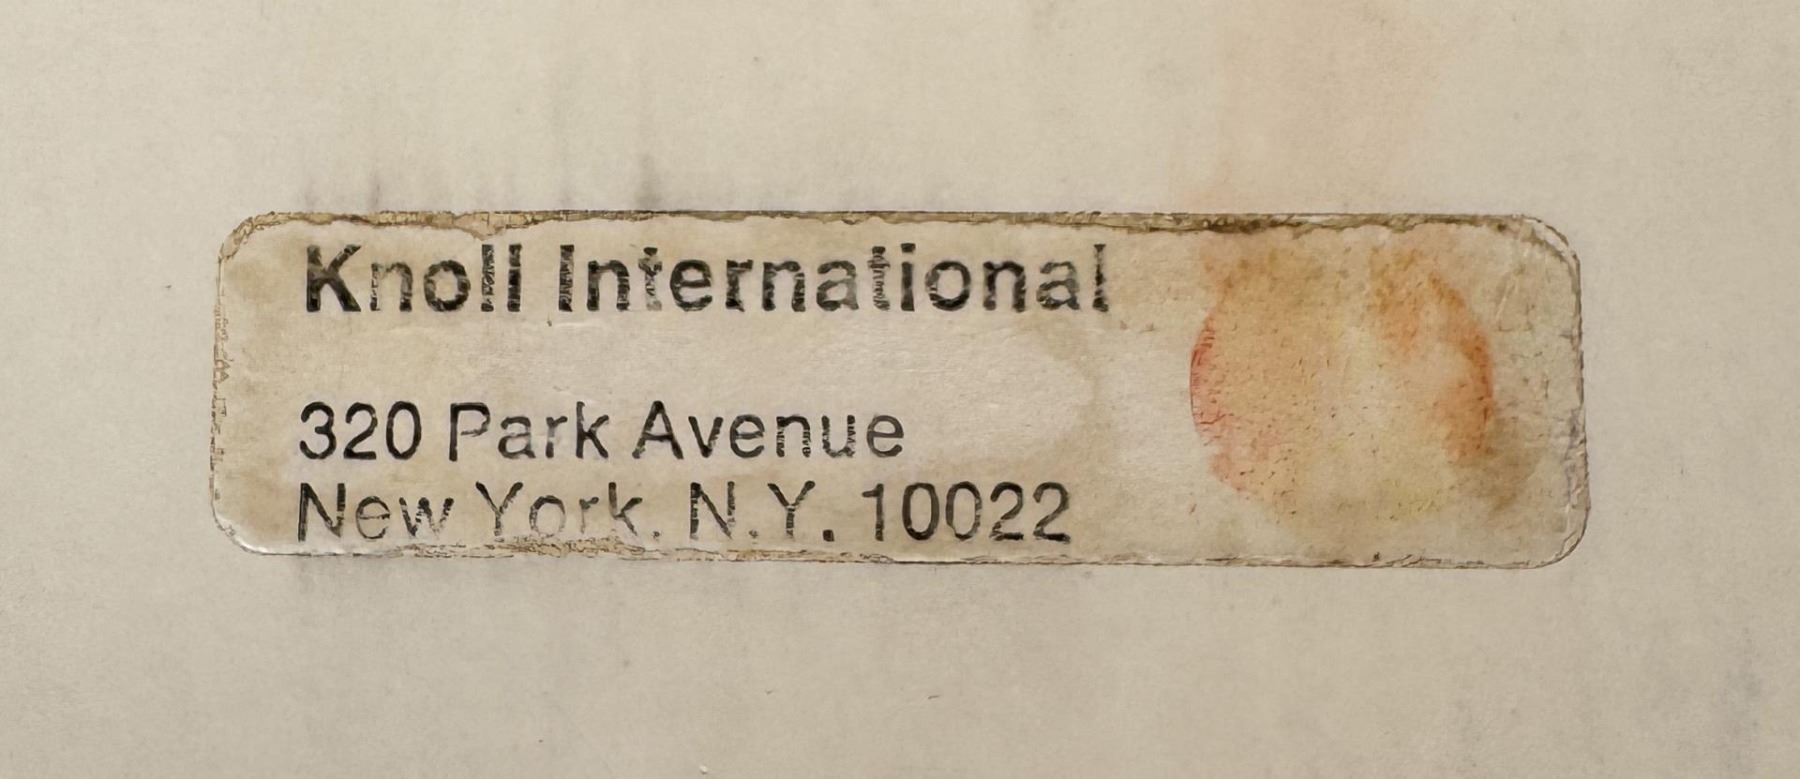 Knoll International
320 Park Avenue
New York, N.Y. 10022